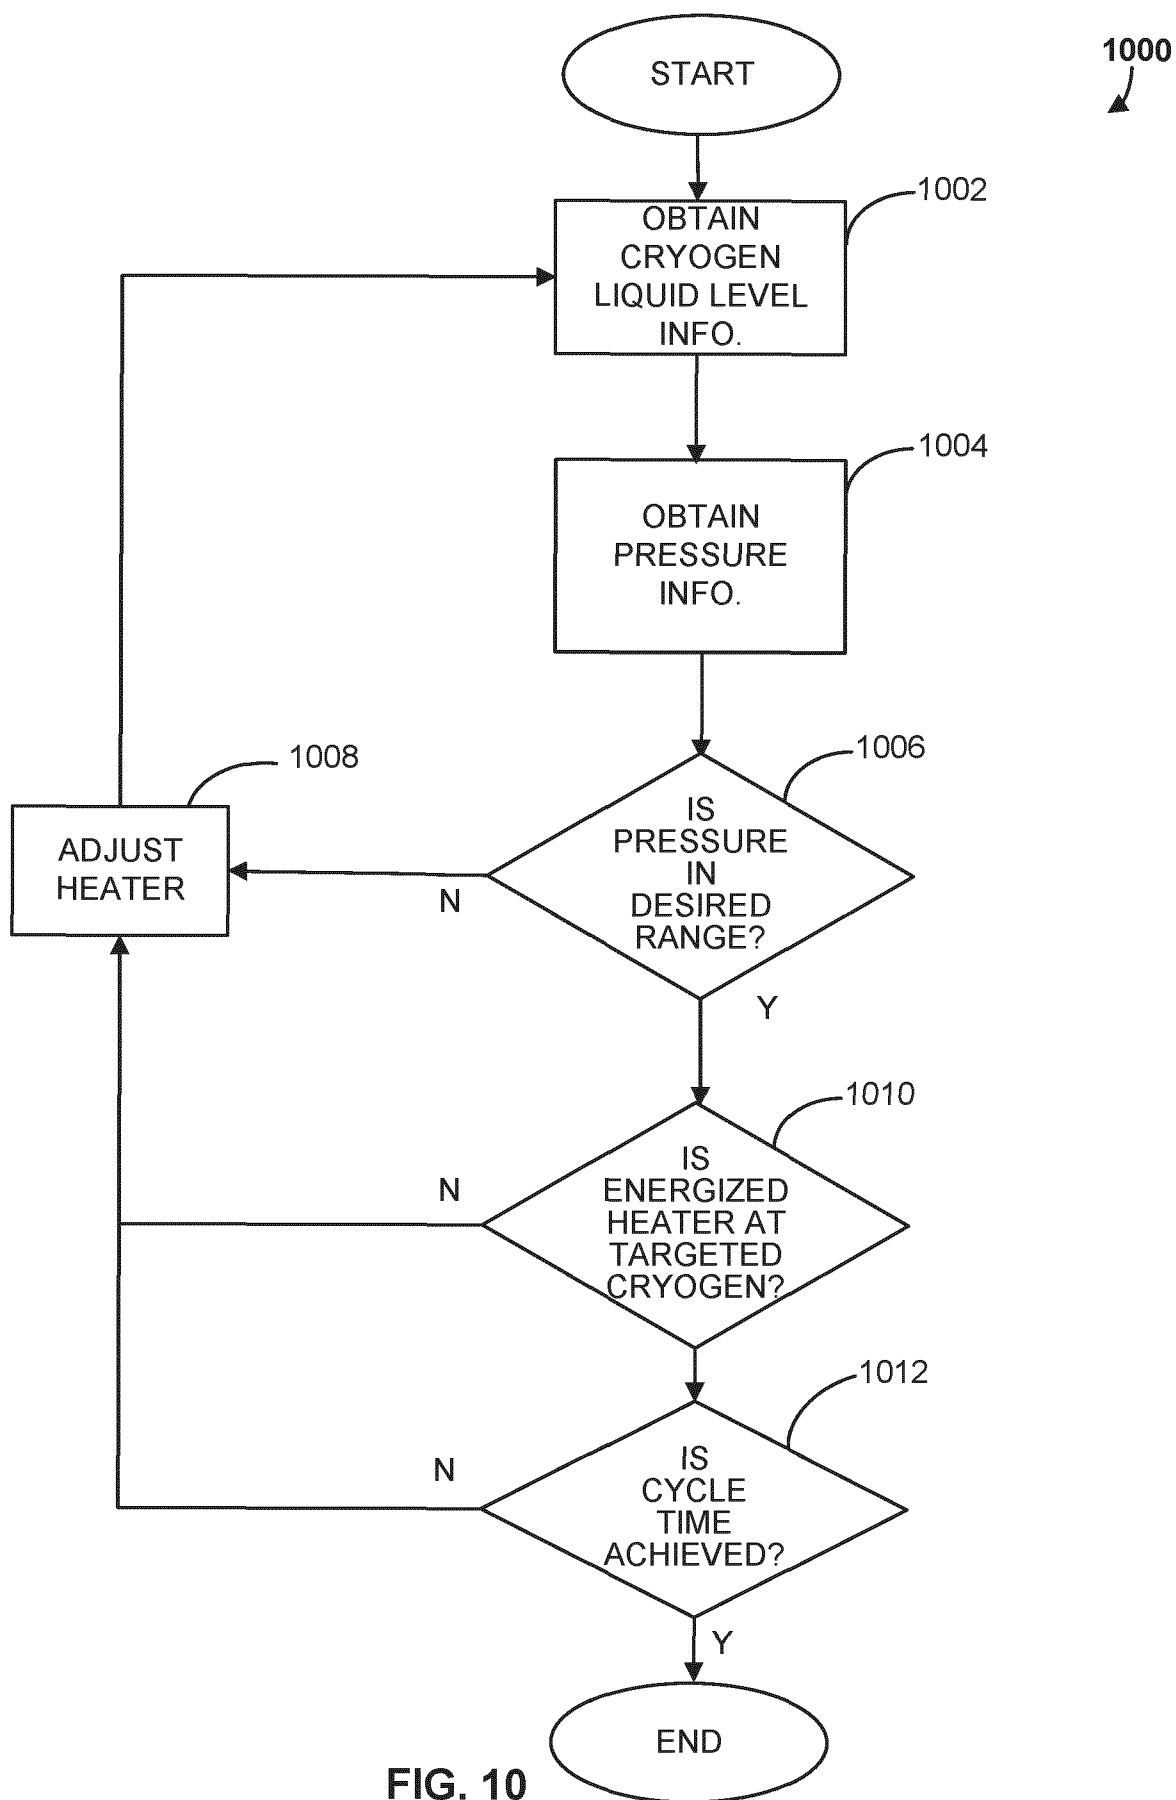 1000
START
1002
OBTAIN
CRYOGEN
LIQUID LEVEL
INFO.
1004
OBTAIN
PRESSURE
INFO.
1006
IS
PRESSURE
IN
DESIRED
RANGE?
1008
ADJUST
HEATER
N
Y
1010
IS
ENERGIZED
HEATER AT
TARGETED
CRYOGEN?
N
1012
IS
CYCLE
TIME
ACHIEVED?
N
Y
END
FIG. 10